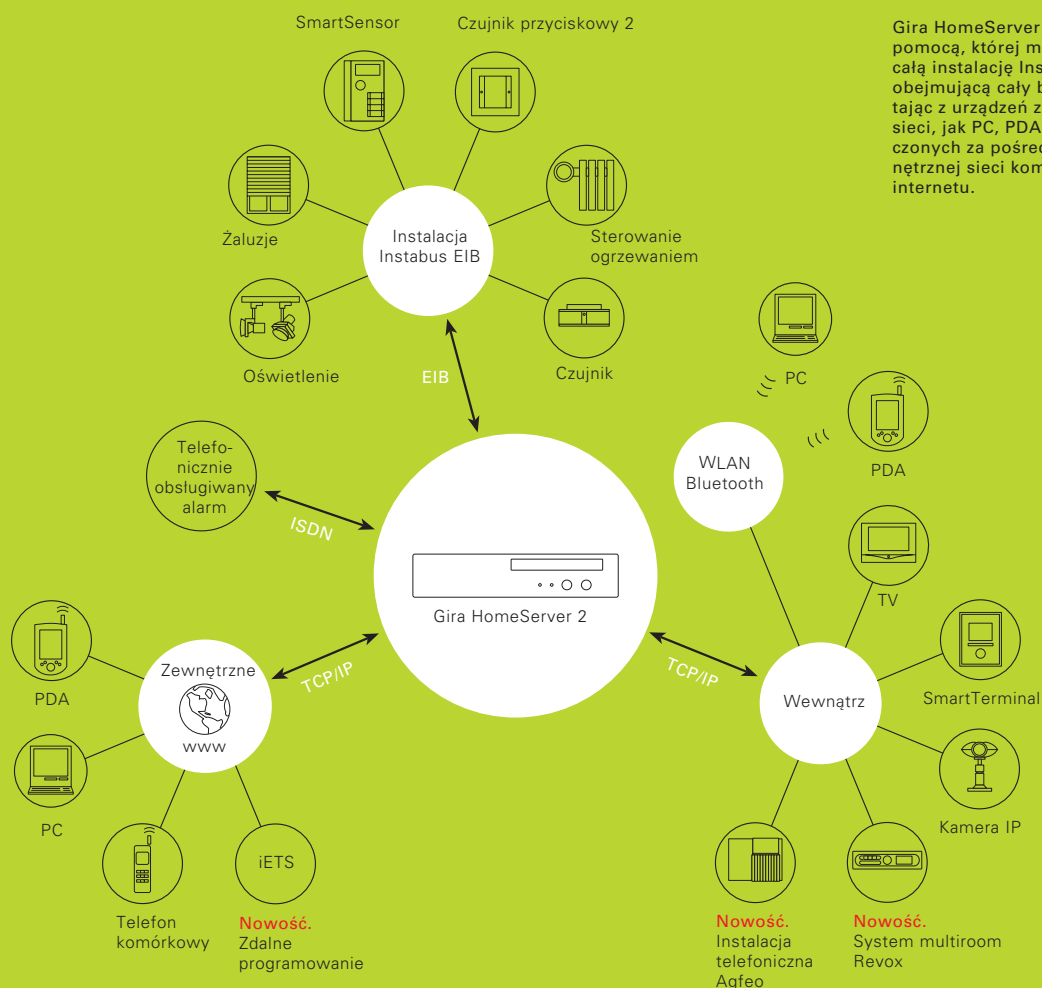 SmartSensor
Czujnik przyciskowy 2
Gira HomeServer
pomocą, której m
całą instalację Ins
obejmującą cały b
tając z urządzeń z
sieci, jak PC, PDA
czonych za pośred
nętrznej sieci kom
internetu.
Żaluzje
Instalacja
Instabus EIB
Sterowanie
ogrzewaniem
Oświetlenie
EIB
Czujnik
PC
PDA
Telefo-
nicznie
obsługiwany
alarm
ISDN
WLAN
Bluetooth
TV
Gira HomeServer 2
PDA
Zewnętrzne
www
TCP/IP
TCP/IP
Wewnątrz
SmartTerminal
PC
Kamera IP
iETS
Telefon
komórkowy
Nowość.
Zdalne
programowanie
Nowość.
Instalacja
telefoniczna
Agfeo
Nowość.
System multiroom
Revox